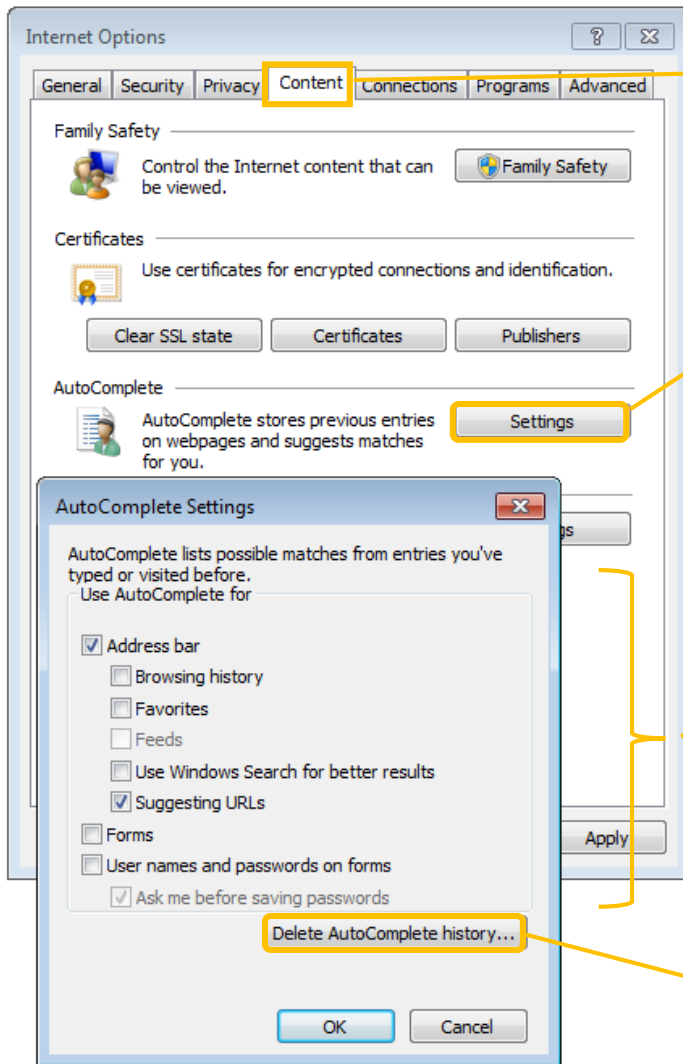 Internet Options
General Security Privacy Content Connections Programs Advanced
Family Safety
Control the Internet content that can
be viewed.
Family Safety
Certificates
Use certificates for encrypted connections and identification.
Clear SSL state Certificates Publishers
AutoComplete
AutoComplete stores previous entries
on webpages and suggests matches
for you.
Settings
AutoComplete Settings
AutoComplete lists possible matches from entries you've
typed or visited before.
Use AutoComplete for
Address bar
Browsing history
Favorites
Feeds
Use Windows Search for better results
Suggesting URLs
Forms
User names and passwords on forms
Ask me before saving passwords
Delete AutoComplete history...
OK Cancel
Apply